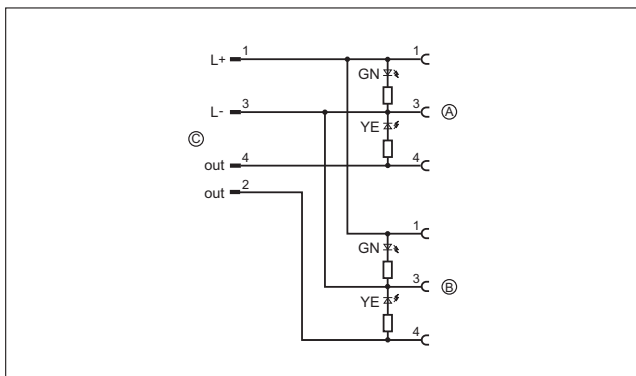 L+ 1 1
GN
L- 3 3 Ⓐ
YE
Ⓒ
out 4 4
out 2
1
GN
3 Ⓑ
YE
4